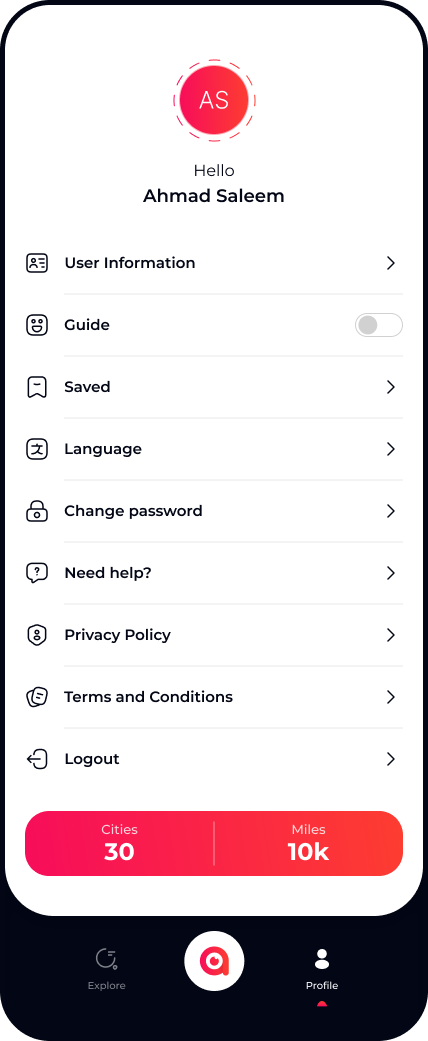 AS
Hello
Ahmad Saleem
User Information
Guide
Saved
文 Language
Change password
? Need help?
Privacy Policy
Terms and Conditions
Logout
Cities Miles
30 10k
a
Explore Profile